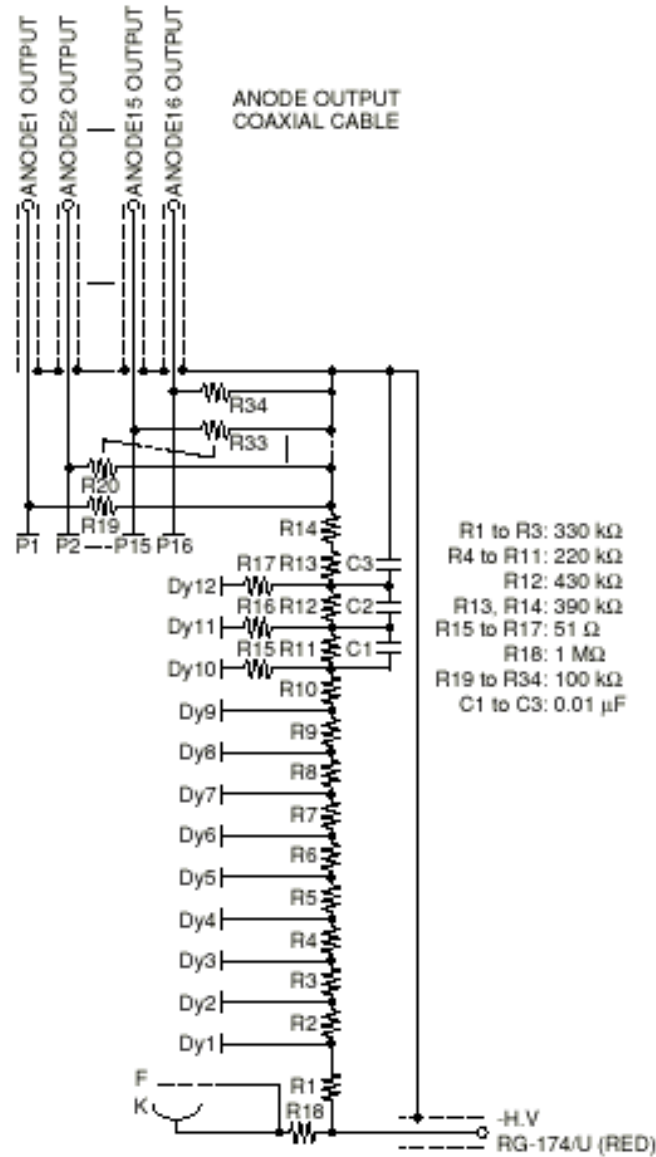 ANODE1 OUTPUT
ANODE2 OUTPUT
ANODE15 OUTPUT
ANODE16 OUTPUT
ANODE OUTPUT
COAXIAL CABLE
R34
R33
R20
R19
P1 P2 P15 P16
R14
R17 R13 C3
Dy12
R16 R12 C2
Dy11
R15 R11 C1
Dy10
R10
Dy9
R9
Dy8
R8
Dy7
R7
Dy6
R6
Dy5
R5
Dy4
R4
Dy3
R3
Dy2
R2
Dy1
R1
F
K
R18
-H.V
RG-174/U (RED)
R1 to R3: 330 kΩ
R4 to R11: 220 kΩ
R12: 430 kΩ
R13, R14: 390 kΩ
R15 to R17: 51 Ω
R18: 1 MΩ
R19 to R34: 100 kΩ
C1 to C3: 0.01 µF